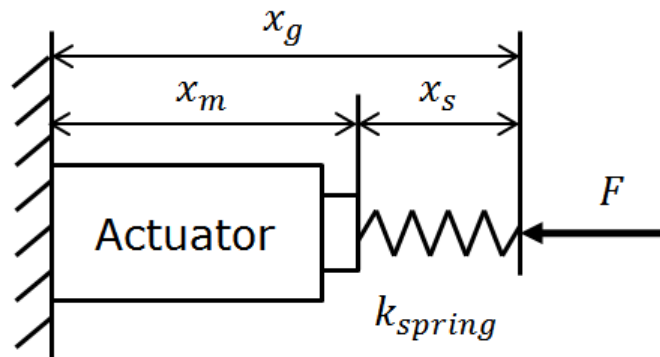 x_g
x_m
x_s
Actuator
F
k_spring